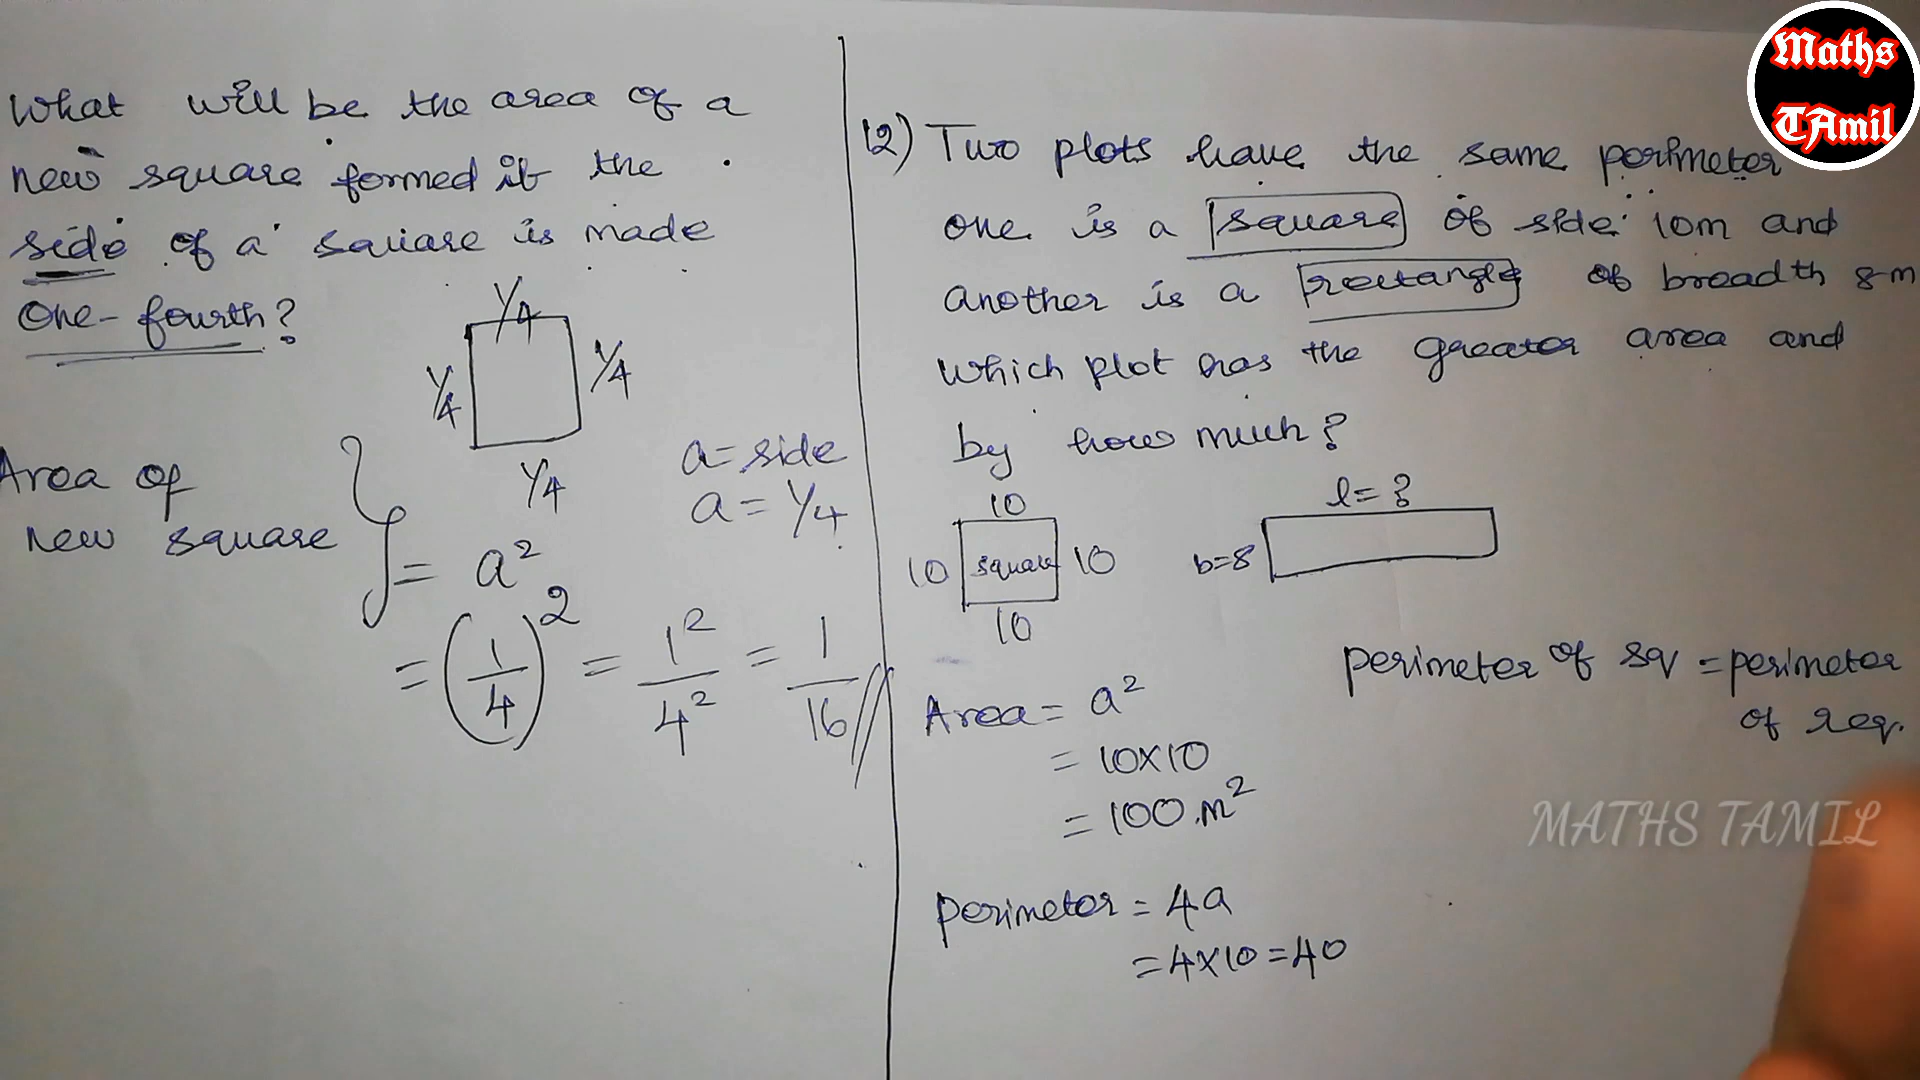 What will be the area of a
new square formed if the
side of a square is made
one-fourth?
1/4
1/4
1/4
1/4
a = side
a = 1/4
Area of
new square
= a²
= (1/4)² = 1²/4² = 1/16
12) Two plots have the same perimeter
one is a square of side 10m and
another is a rectangle of breadth 8m
which plot has the greater area and
by how much?
10
10 square 10
10
l = ?
b=8
Area = a²
= 10×10
= 100.m²
perimeter = 4a
= 4×10 = 40
perimeter of sq = perimeter
of req.
Maths
TAmil
MATHS TAMIL